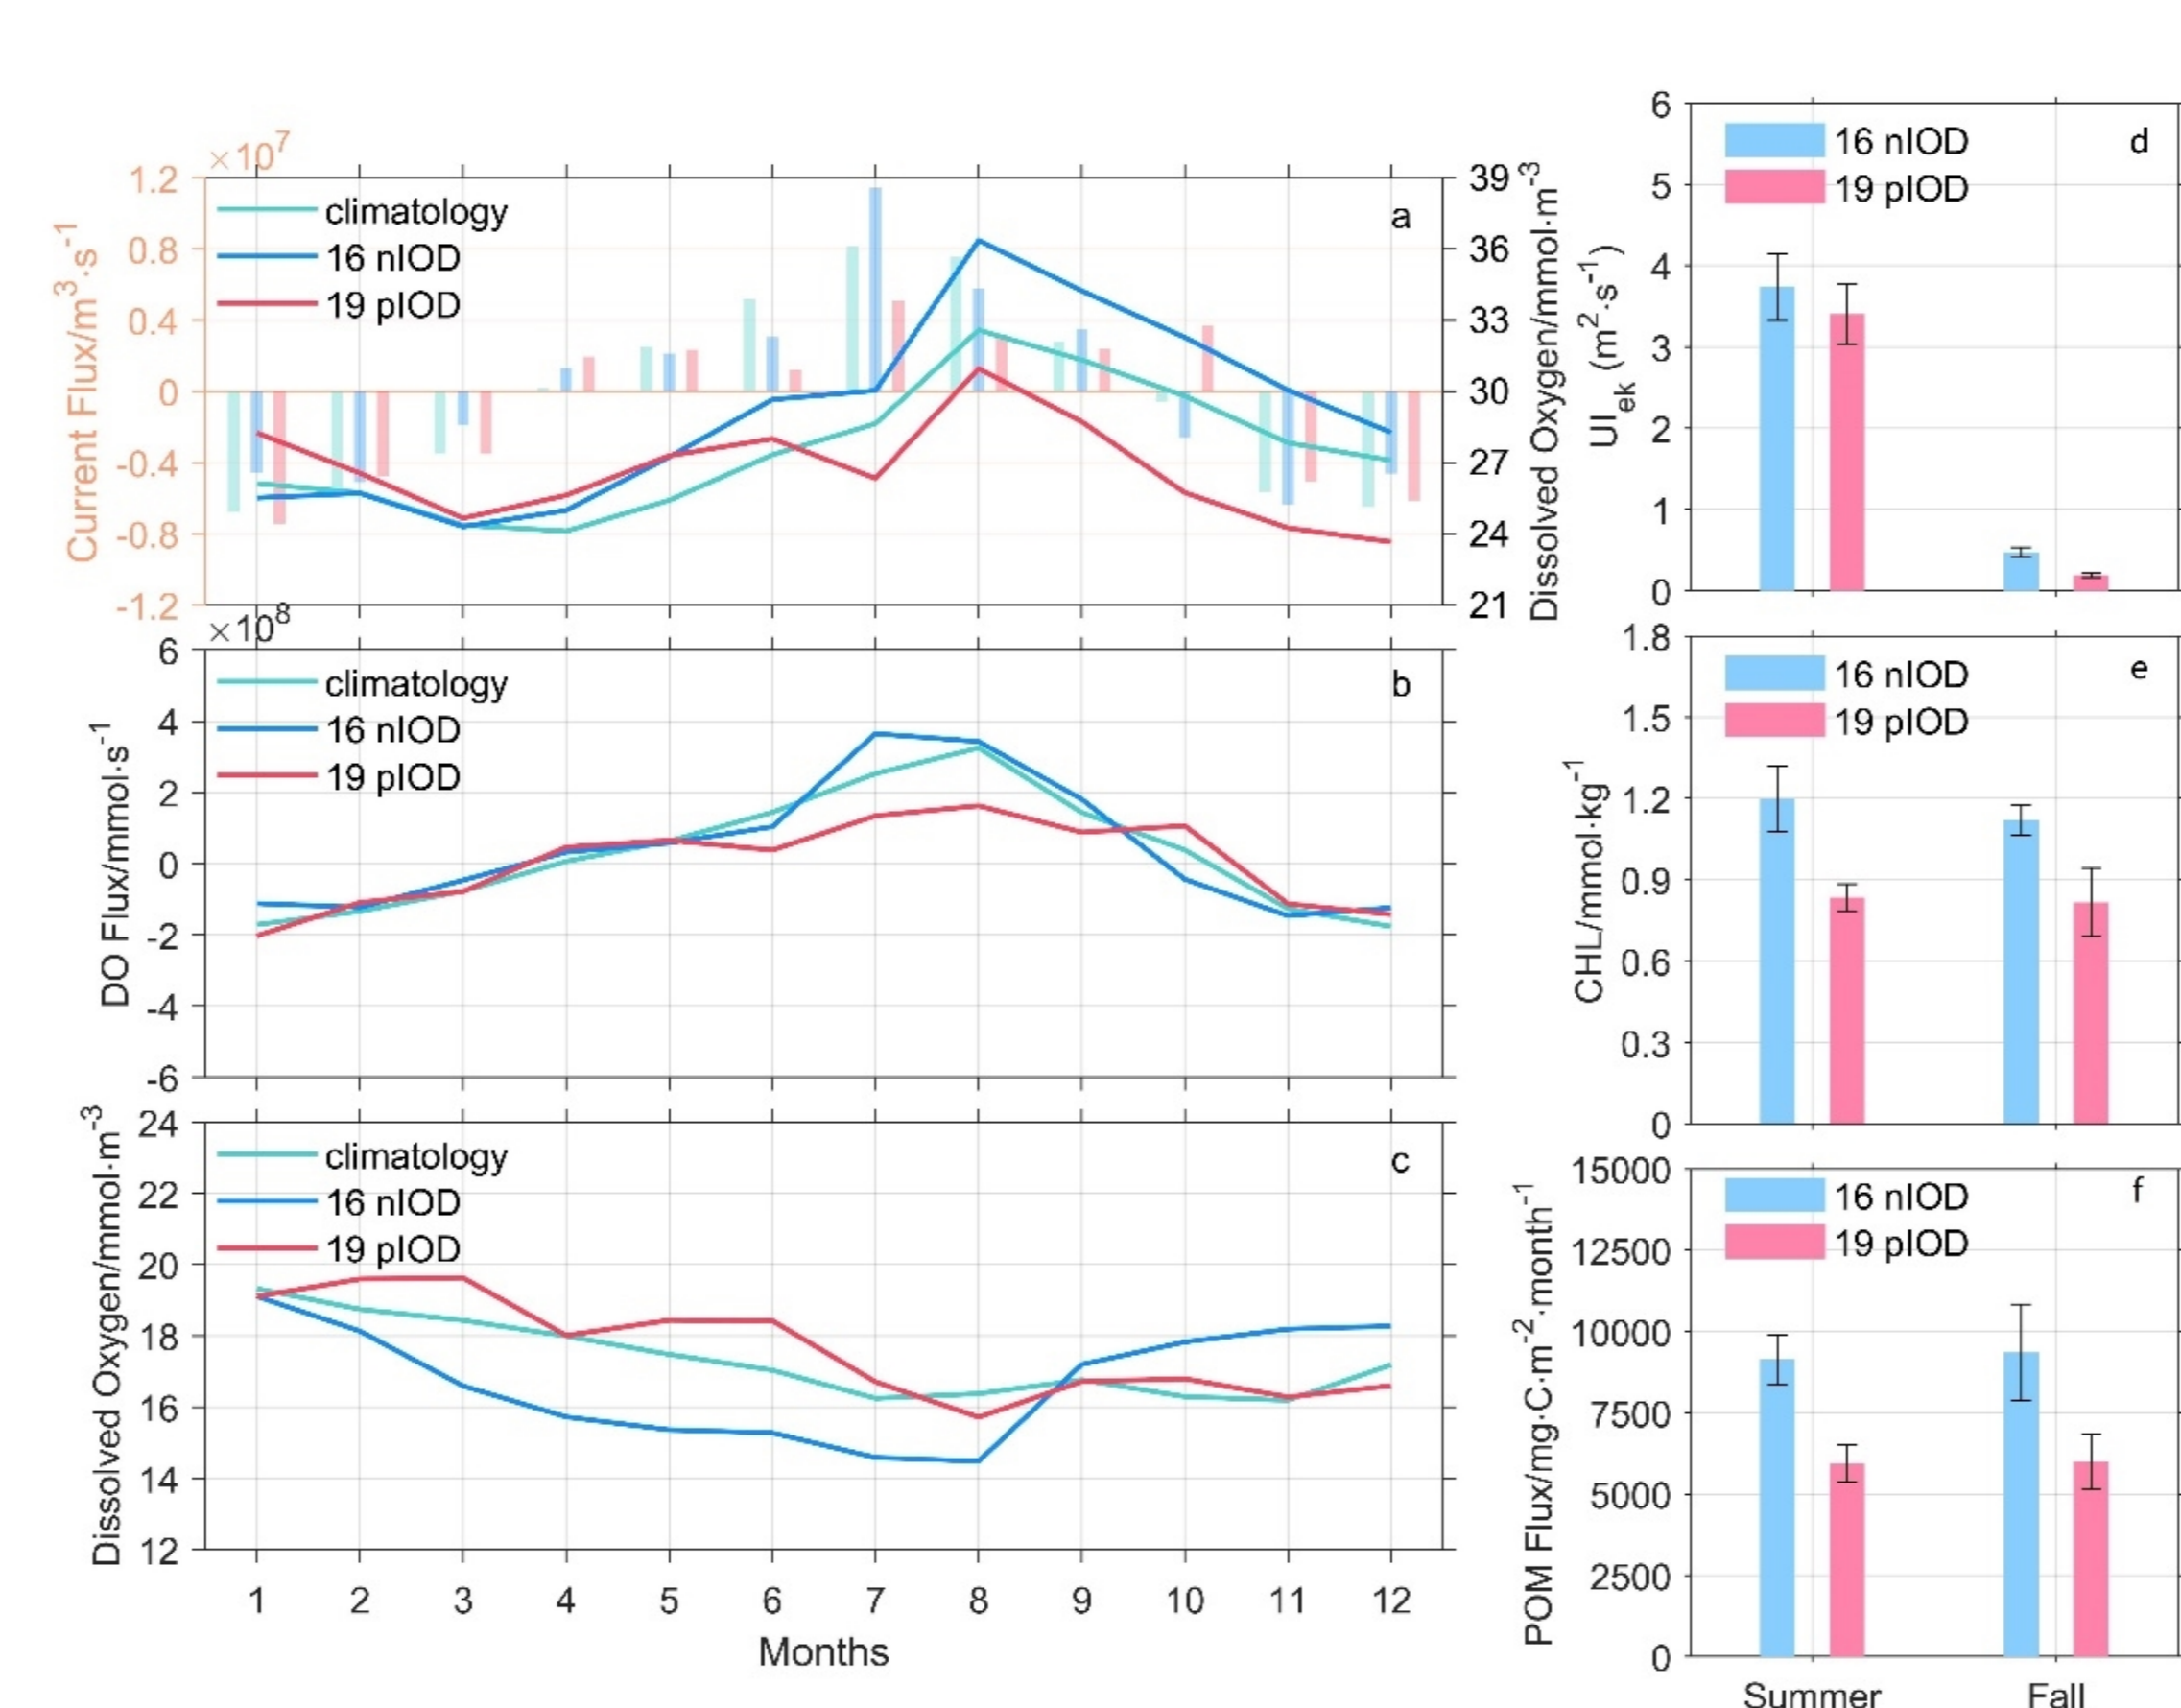 ×10^7
1.2
0.8
0.4
0
-0.4
-0.8
-1.2
Current Flux/m^3·s^-1
climatology
16 nIOD
19 pIOD
a
39
36
33
30
27
24
21
Dissolved Oxygen/mmol·m^-3
×10^8
6
4
2
0
-2
-4
-6
DO Flux/mmol·s^-1
climatology
16 nIOD
19 pIOD
b
24
22
20
18
16
14
12
Dissolved Oxygen/mmol·m^-3
climatology
16 nIOD
19 pIOD
c
1 2 3 4 5 6 7 8 9 10 11 12
Months
6
5
4
3
2
1
0
UI_ek (m^2·s^-1)
16 nIOD
19 pIOD
d
1.8
1.5
1.2
0.9
0.6
0.3
0
CHL/mmol·kg^-1
16 nIOD
19 pIOD
e
15000
12500
10000
7500
5000
2500
0
POM Flux/mg·C·m^-2·month^-1
16 nIOD
19 pIOD
f
Summer Fall